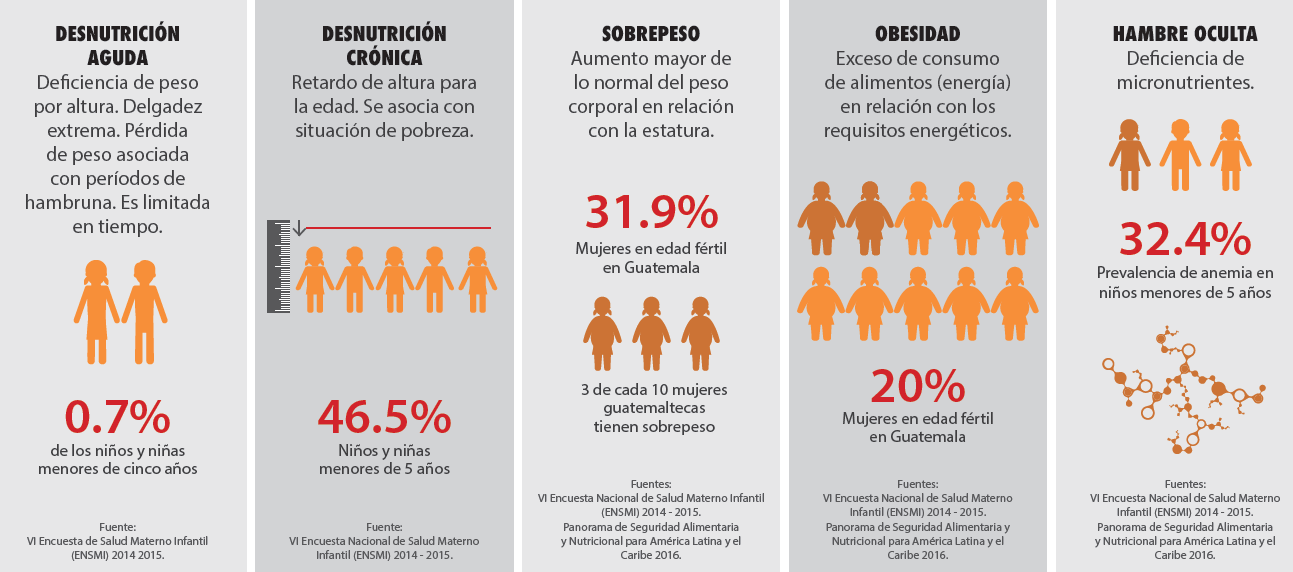 DESNUTRICIÓN
AGUDA
Deficiencia de peso
por altura. Delgadez
extrema. Pérdida
de peso asociada
con períodos de
hambruna. Es limitada
en tiempo.
0.7%
de los niños y niñas
menores de cinco años
Fuente:
VI Encuesta de Salud Materno Infantil
(ENSMI) 2014 2015.
DESNUTRICIÓN
CRÓNICA
Retardo de altura para
la edad. Se asocia con
situación de pobreza.
46.5%
Niños y niñas
menores de 5 años
Fuente:
VI Encuesta Nacional de Salud Materno
Infantil (ENSMI) 2014 - 2015.
SOBREPESO
Aumento mayor de
lo normal del peso
corporal en relación
con la estatura.
31.9%
Mujeres en edad fértil
en Guatemala
3 de cada 10 mujeres
guatemaltecas
tienen sobrepeso
Fuentes:
VI Encuesta Nacional de Salud Materno Infantil
(ENSMI) 2014 - 2015.
Panorama de Seguridad Alimentaria
y Nutricional para América Latina y el
Caribe 2016.
OBESIDAD
Exceso de consumo
de alimentos (energía)
en relación con los
requisitos energéticos.
20%
Mujeres en edad fértil
en Guatemala
Fuentes:
VI Encuesta Nacional de Salud Materno
Infantil (ENSMI) 2014 - 2015.
Panorama de Seguridad Alimentaria y
Nutricional para América Latina y el
Caribe 2016.
HAMBRE OCULTA
Deficiencia de
micronutrientes.
32.4%
Prevalencia de anemia en
niños menores de 5 años
Fuentes:
VI Encuesta Nacional de Salud Materno
Infantil (ENSMI) 2014 - 2015.
Panorama de Seguridad Alimentaria
y Nutricional para América Latina y el
Caribe 2016.